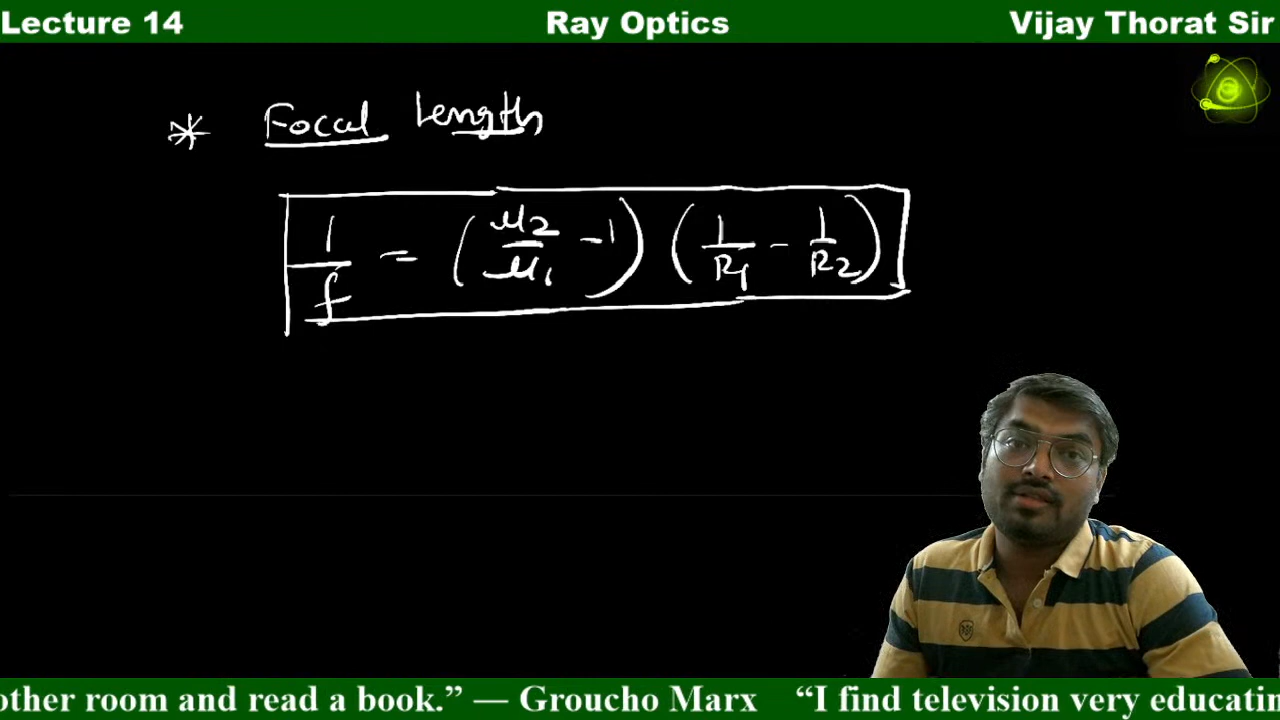 Lecture 14 Ray Optics Vijay Thorat Sir
* Focal Length
1/f = (μ2/μ1 - 1) (1/R1 - 1/R2)
other room and read a book.” — Groucho Marx “I find television very educatin